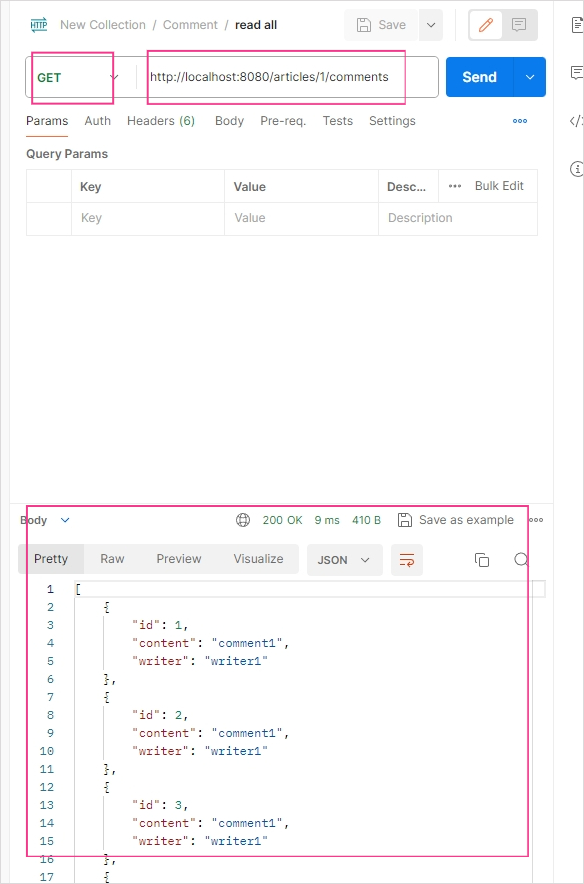 HTTP New Collection / Comment / read all Save
GET http://localhost:8080/articles/1/comments Send
Params Auth Headers (6) Body Pre-req. Tests Settings
Query Params
Key Value Desc... Bulk Edit
Key Value Description
Body 200 OK 9 ms 410 B Save as example
Pretty Raw Preview Visualize JSON
1 [
2 {
3 "id": 1,
4 "content": "comment1",
5 "writer": "writer1"
6 },
7 {
8 "id": 2,
9 "content": "comment1",
10 "writer": "writer1"
11 },
12 {
13 "id": 3,
14 "content": "comment1",
15 "writer": "writer1"
16 },
17 {